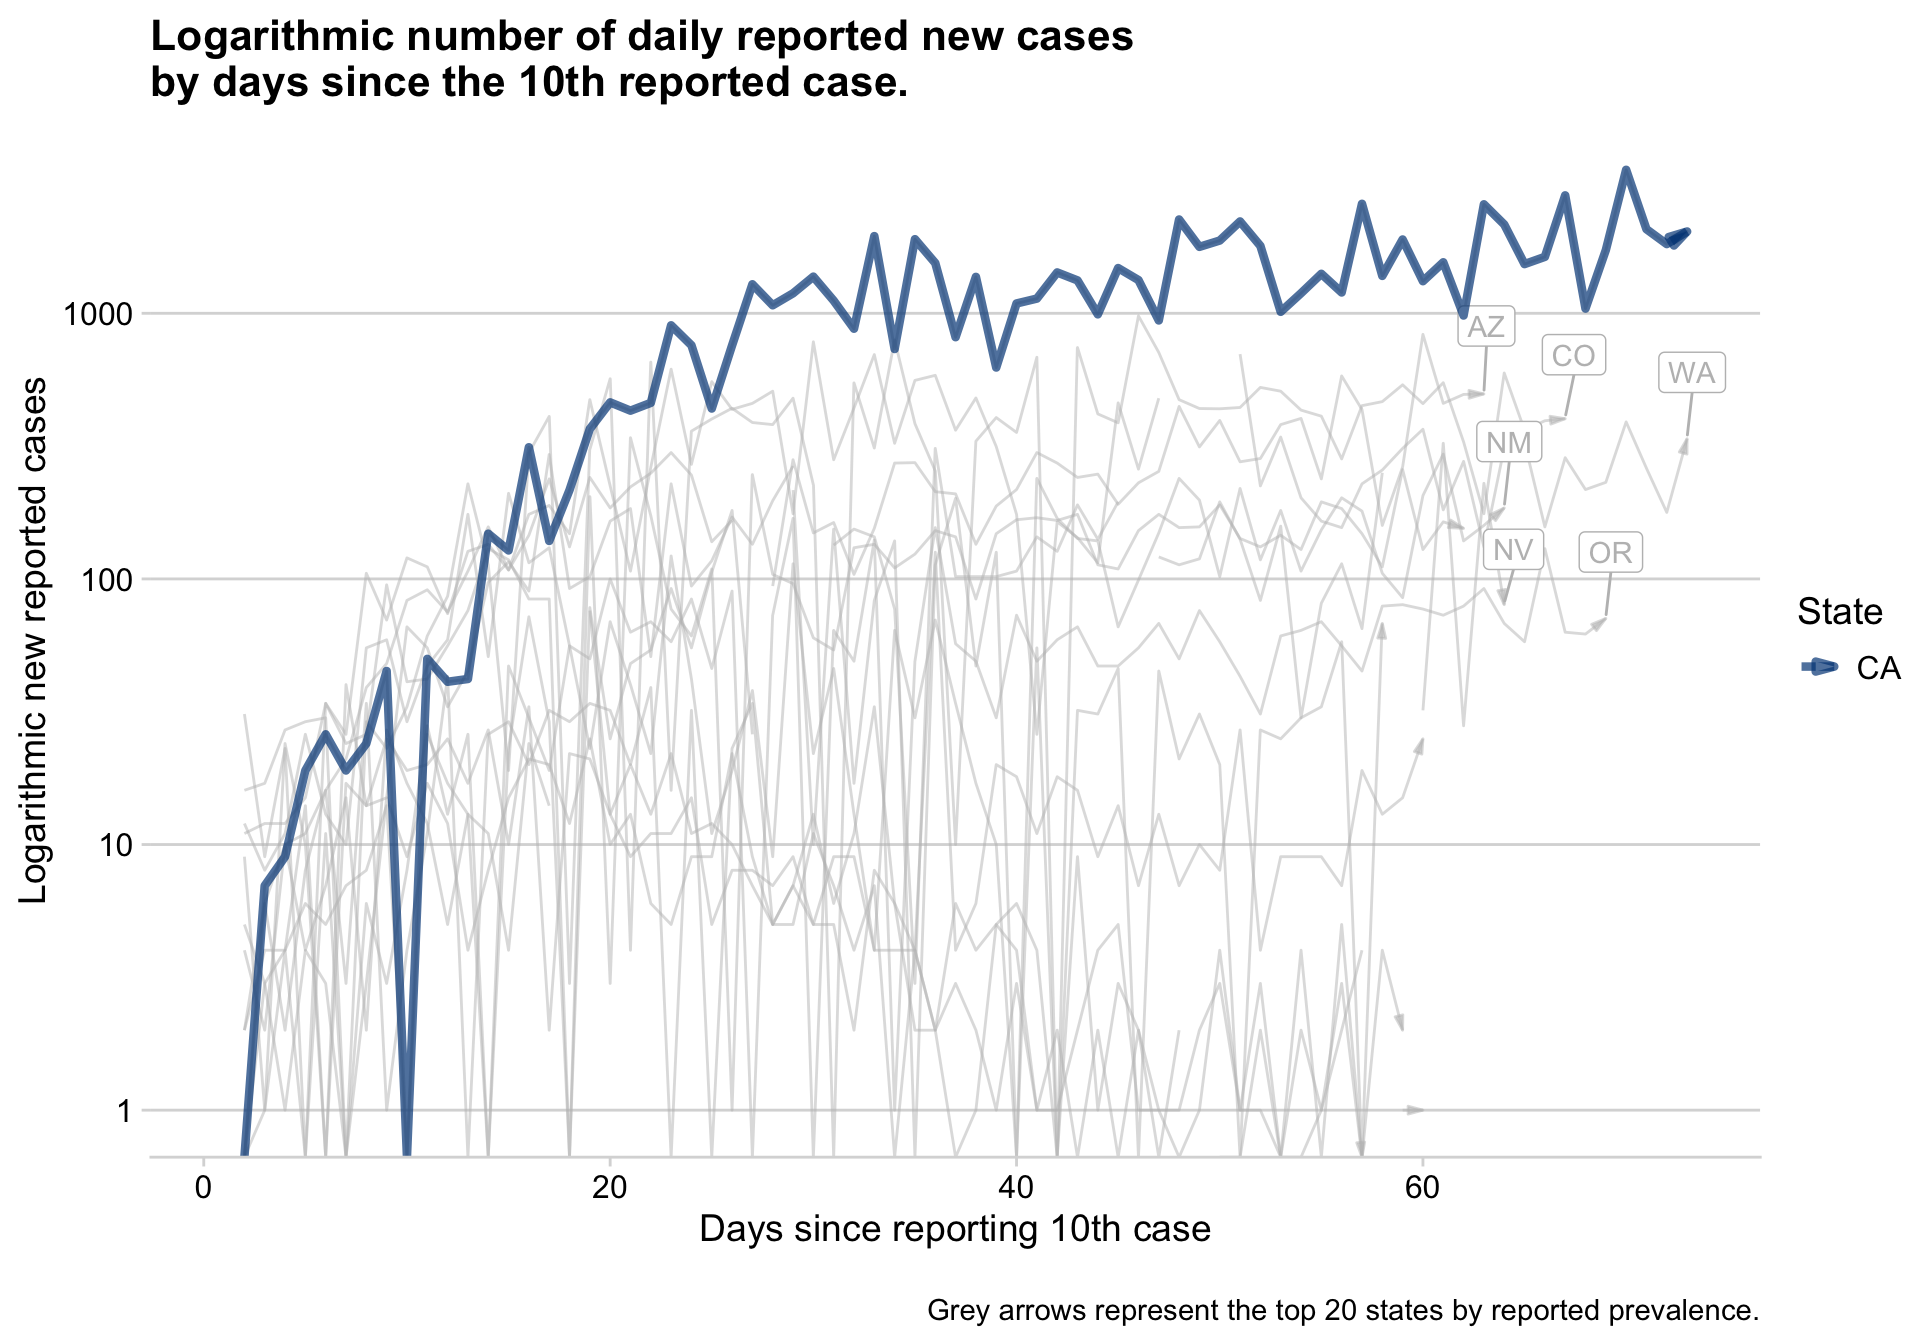 Logarithmic number of daily reported new cases
by days since the 10th reported case.
Logarithmic new reported cases
1000
100
10
1
AZ
CO
WA
NM
NV
OR
State
CA
0
20
40
60
Days since reporting 10th case
Grey arrows represent the top 20 states by reported prevalence.